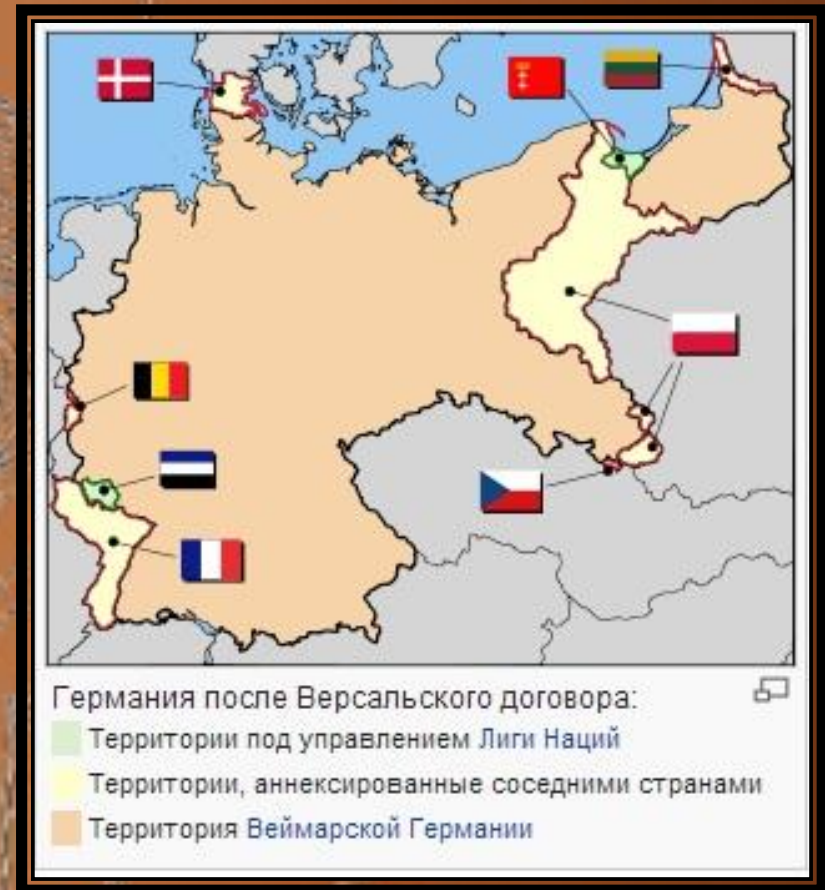 Германия после Версальского договора:
Территории под управлением Лиги Наций
Территории, аннексированные соседними странами
Территория Веймарской Германии